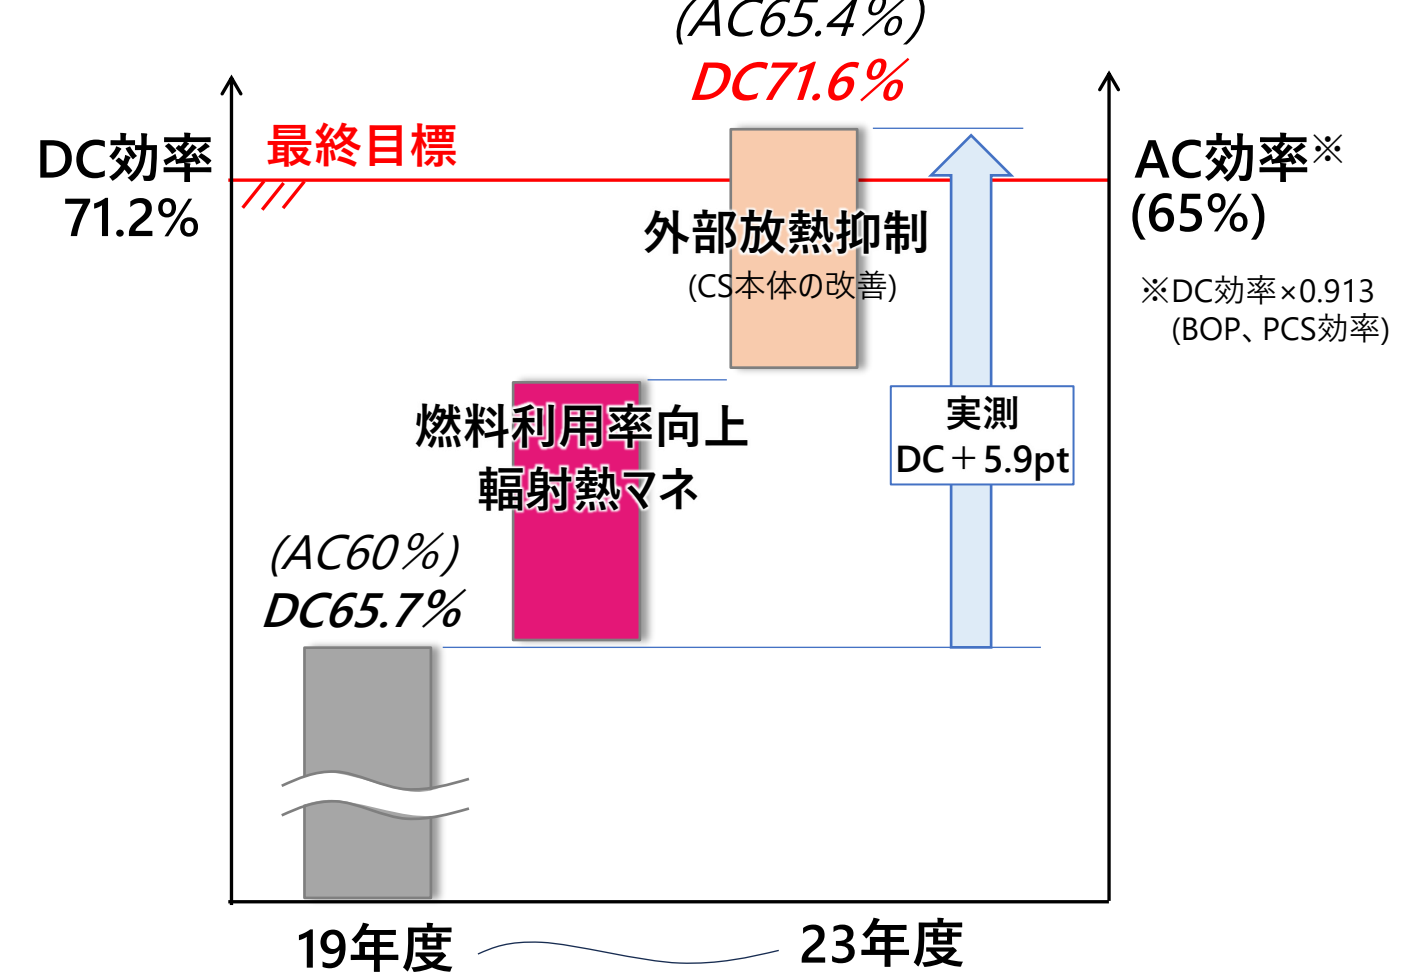 (AC65.4%)
DC71.6%
最終目標
DC効率
71.2%
AC効率※
(65%)
※DC効率×0.913
(BOP、PCS効率)
外部放熱抑制
(CS本体の改善)
燃料利用率向上
輻射熱マネ
実測
DC＋5.9pt
(AC60%)
DC65.7%
19年度
23年度